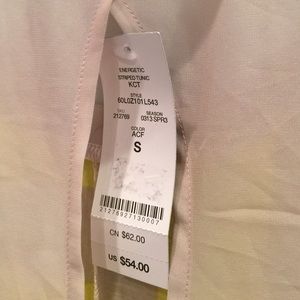 ENERGETIC
STRIPED TUNIC
KCT
STYLE
60L0Z101L543
SKU SEASON
212769 0313 SPR3
COLOR
ACF
S
21276927130007
CN $62.00
US $54.00